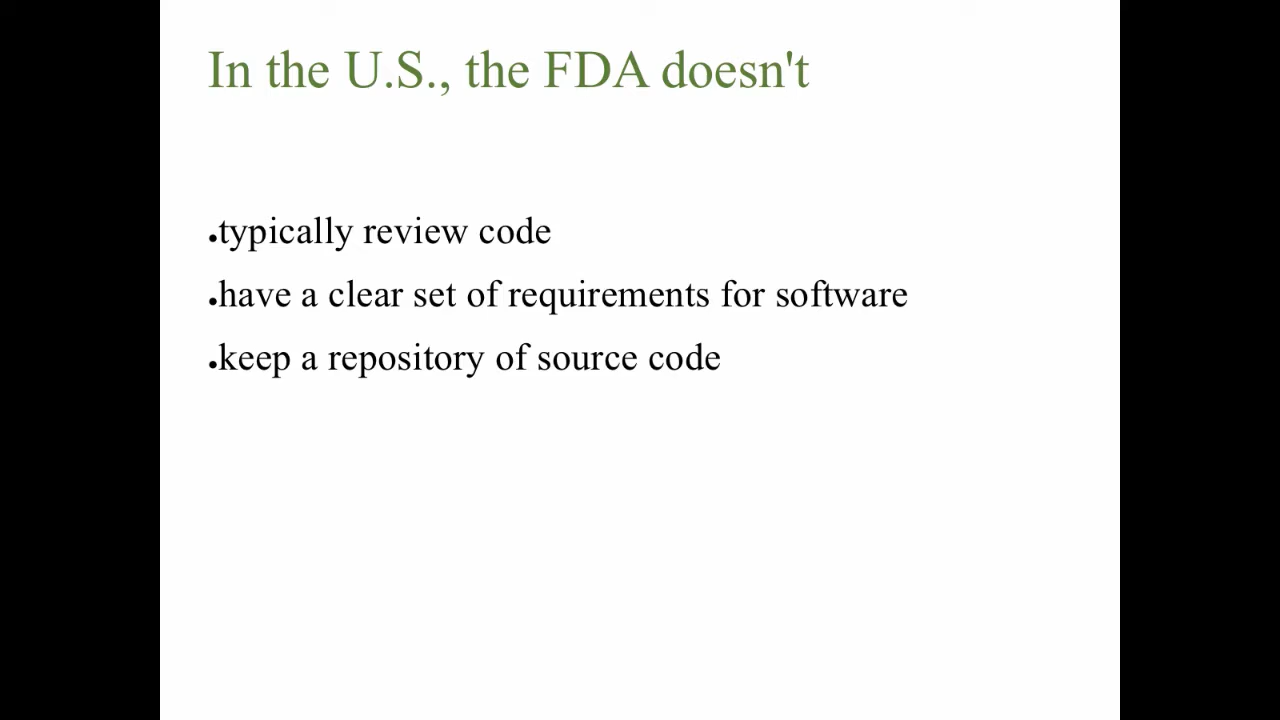 In the U.S., the FDA doesn't
●typically review code
●have a clear set of requirements for software
●keep a repository of source code